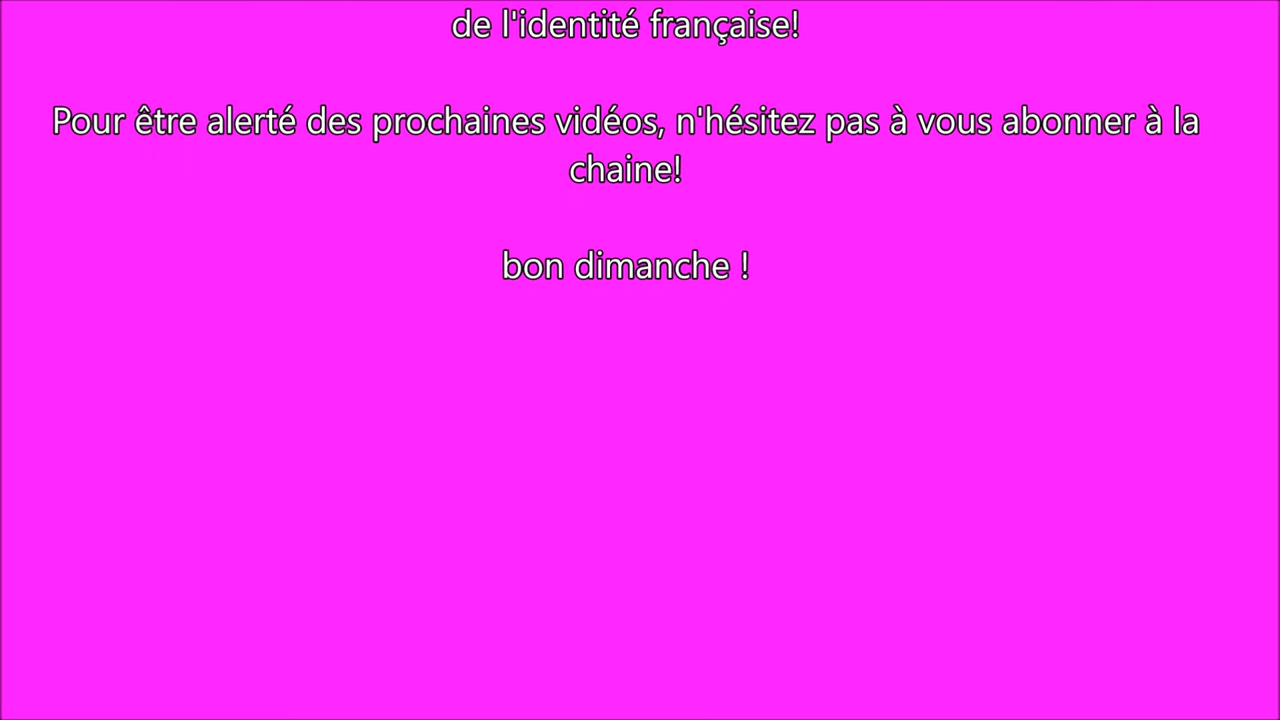 de l'identité française!
Pour être alerté des prochaines vidéos, n'hésitez pas à vous abonner à la
chaine!
bon dimanche !